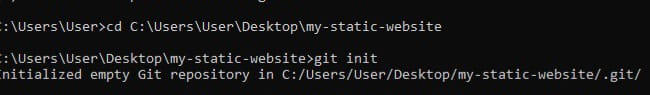 C:\Users\User>cd C:\Users\User\Desktop\my-static-website
C:\Users\User\Desktop\my-static-website>git init
Initialized empty Git repository in C:/Users/User/Desktop/my-static-website/.git/